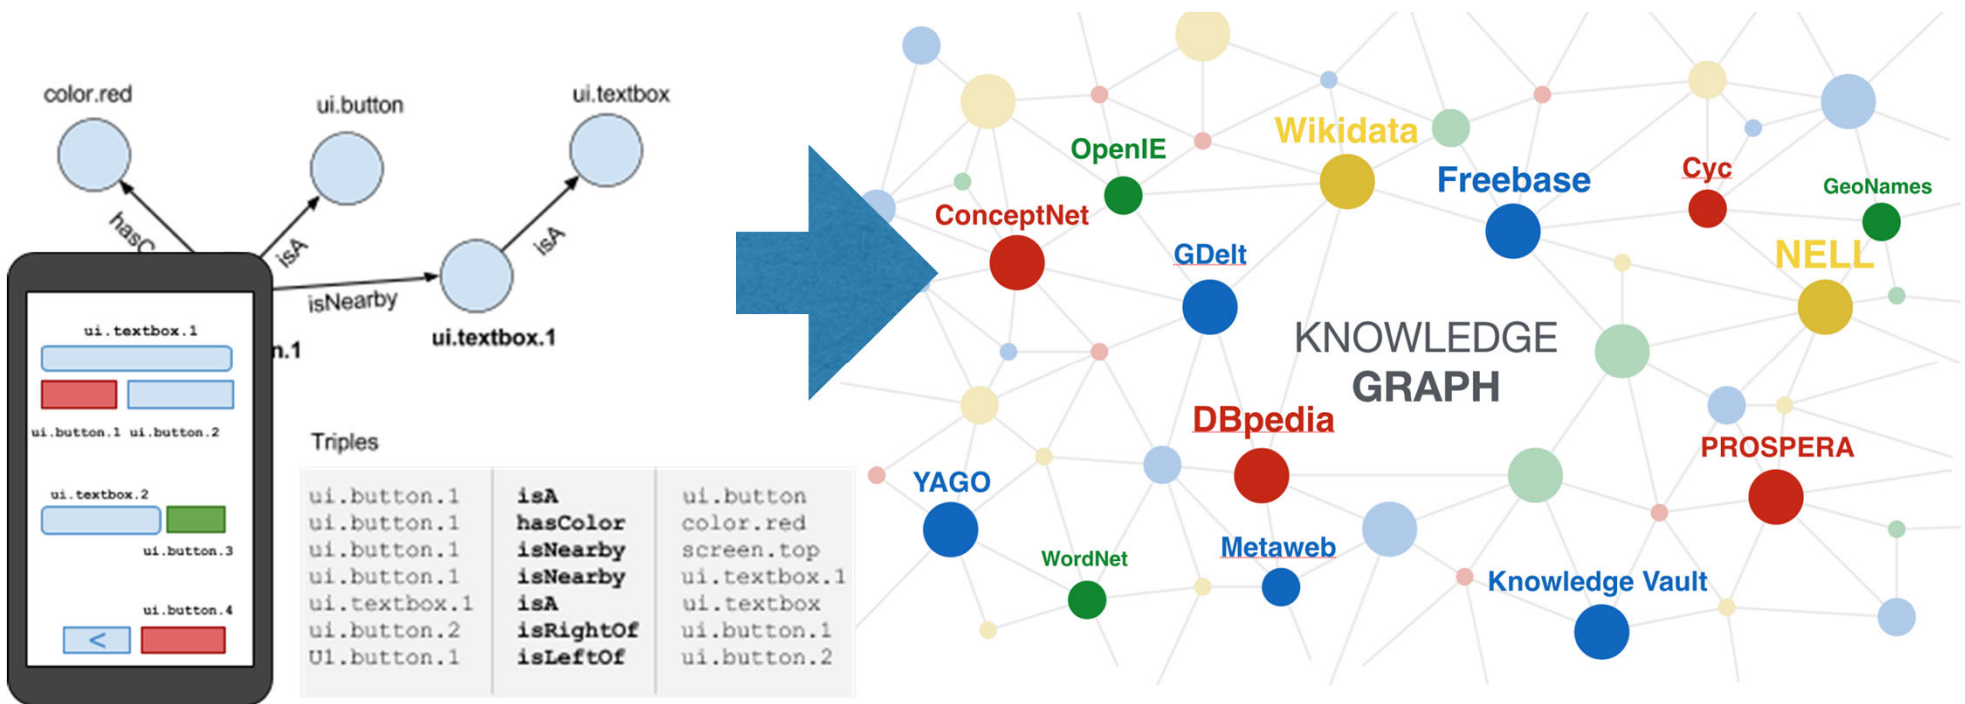 color.red
ui.button
ui.textbox
hasC
isA
isA
isNearby
n.1
ui.textbox.1
ui.textbox.1
ui.button.1 ui.button.2
ui.textbox.2
ui.button.3
ui.button.4
<
Triples
ui.button.1 isA ui.button
ui.button.1 hasColor color.red
ui.button.1 isNearby screen.top
ui.button.1 isNearby ui.textbox.1
ui.textbox.1 isA ui.textbox
ui.button.2 isRightOf ui.button.1
U1.button.1 isLeftOf ui.button.2
OpenIE
Wikidata
Freebase
Cyc
GeoNames
ConceptNet
GDelt
NELL
KNOWLEDGE
GRAPH
DBpedia
PROSPERA
YAGO
WordNet
Metaweb
Knowledge Vault